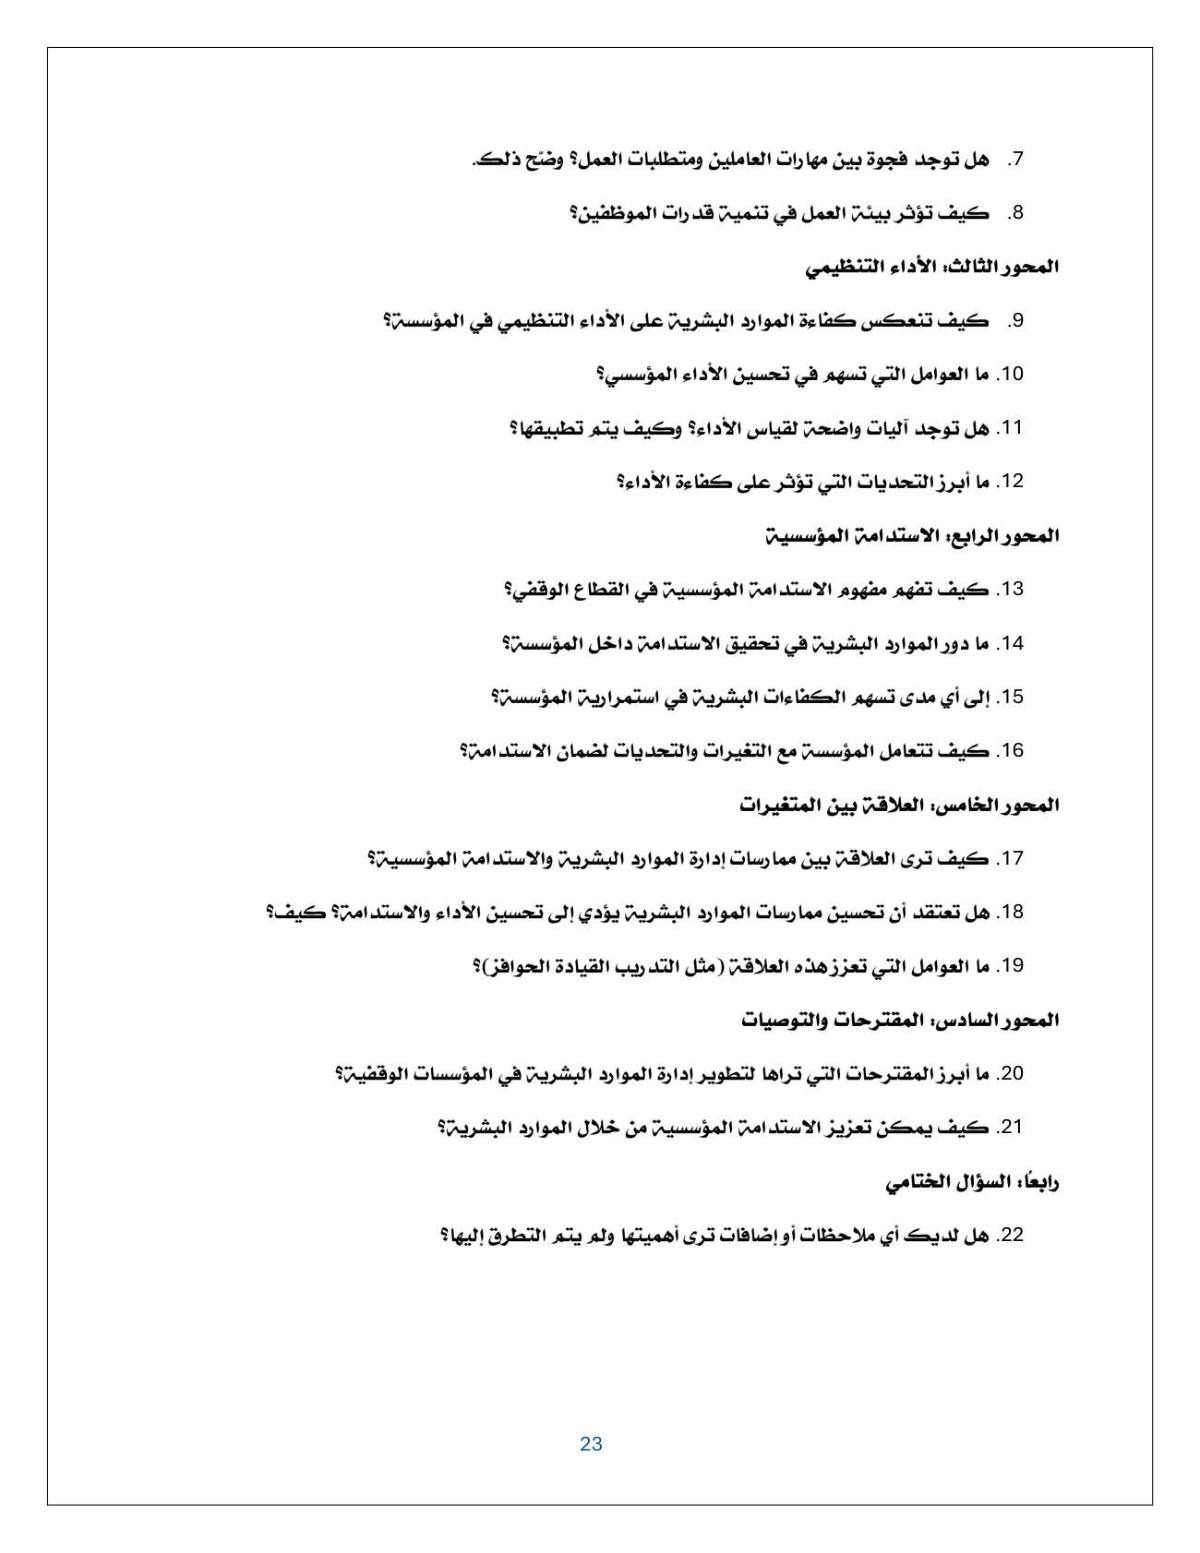 7. هل توجد فجوة بين مهارات العاملين ومتطلبات العمل؟ وضّح ذلك.
8. كيف تؤثر بيئة العمل في تنمية قدرات الموظفين؟
المحور الثالث: الأداء التنظيمي
9. كيف تنعكس كفاءة الموارد البشرية على الأداء التنظيمي في المؤسسة؟
10. ما العوامل التي تسهم في تحسين الأداء المؤسسي؟
11. هل توجد آليات واضحة لقياس الأداء؟ وكيف يتم تطبيقها؟
12. ما أبرز التحديات التي تؤثر على كفاءة الأداء؟
المحور الرابع: الاستدامة المؤسسية
13. كيف تفهم مفهوم الاستدامة المؤسسية في القطاع الوقفي؟
14. ما دور الموارد البشرية في تحقيق الاستدامة داخل المؤسسة؟
15. إلى أي مدى تسهم الكفاءات البشرية في استمرارية المؤسسة؟
16. كيف تتعامل المؤسسة مع التغيرات والتحديات لضمان الاستدامة؟
المحور الخامس: العلاقة بين المتغيرات
17. كيف ترى العلاقة بين ممارسات إدارة الموارد البشرية والاستدامة المؤسسية؟
18. هل تعتقد أن تحسين ممارسات الموارد البشرية يؤدي إلى تحسين الأداء والاستدامة؟ كيف؟
19. ما العوامل التي تعزز هذه العلاقة (مثل التدريب القيادة الحوافز)؟
المحور السادس: المقترحات والتوصيات
20. ما أبرز المقترحات التي تراها لتطوير إدارة الموارد البشرية في المؤسسات الوقفية؟
21. كيف يمكن تعزيز الاستدامة المؤسسية من خلال الموارد البشرية؟
رابعًا: السؤال الختامي
22. هل لديك أي ملاحظات أو إضافات ترى أهميتها ولم يتم التطرق إليها؟
23